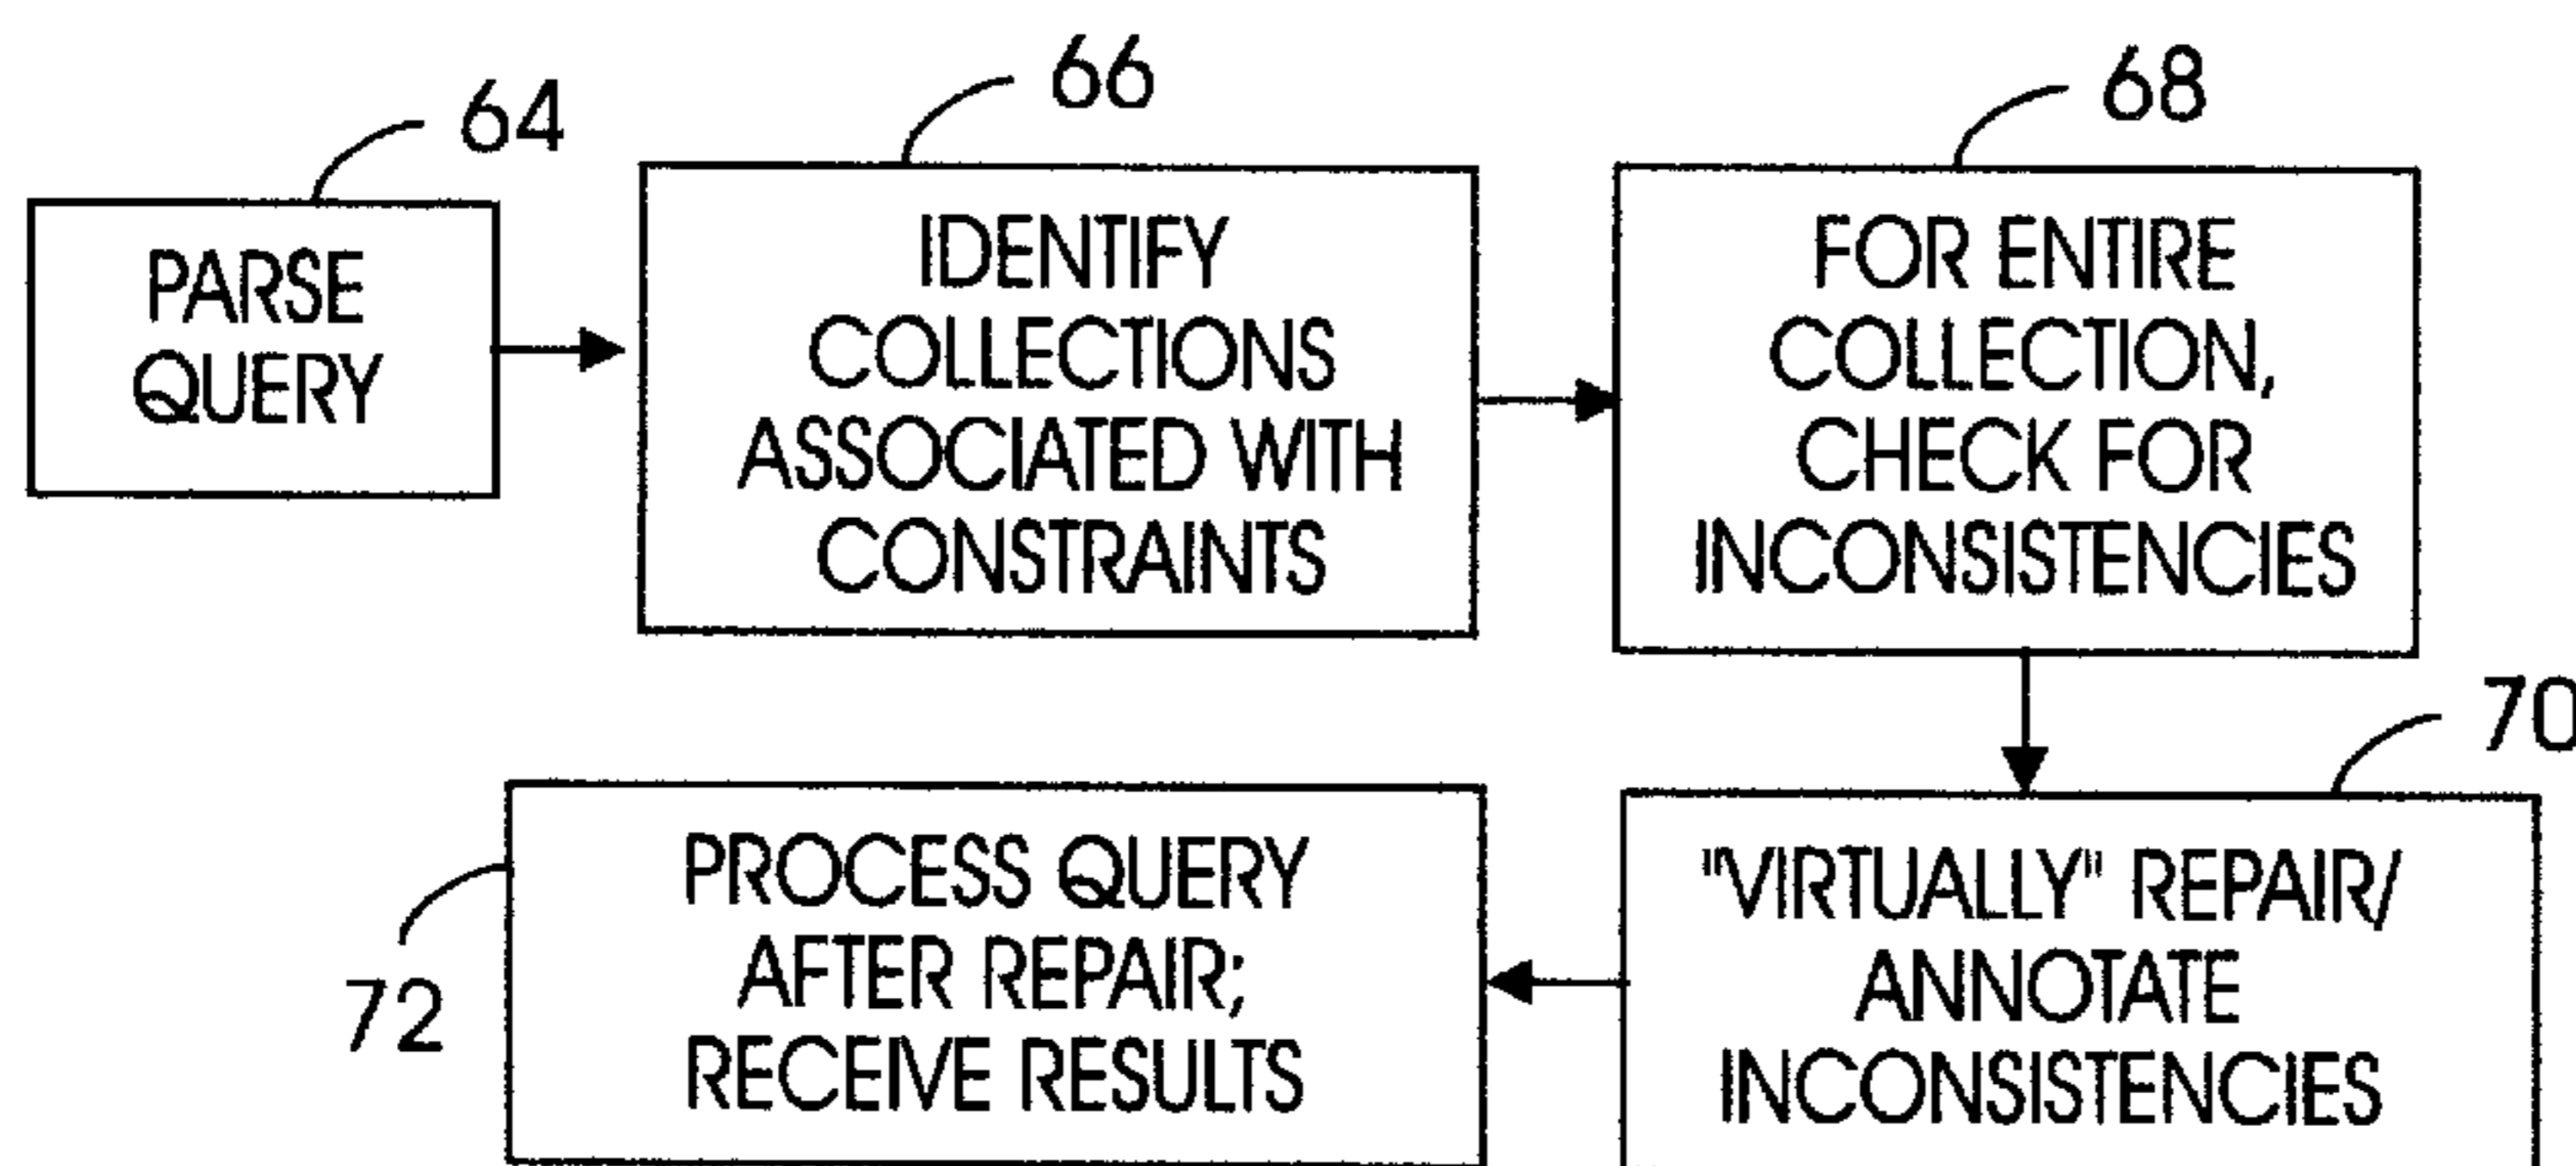 64
PARSE
QUERY
66
IDENTIFY
COLLECTIONS
ASSOCIATED WITH
CONSTRAINTS
68
FOR ENTIRE
COLLECTION,
CHECK FOR
INCONSISTENCIES
70
"VIRTUALLY" REPAIR/
ANNOTATE
INCONSISTENCIES
72
PROCESS QUERY
AFTER REPAIR;
RECEIVE RESULTS